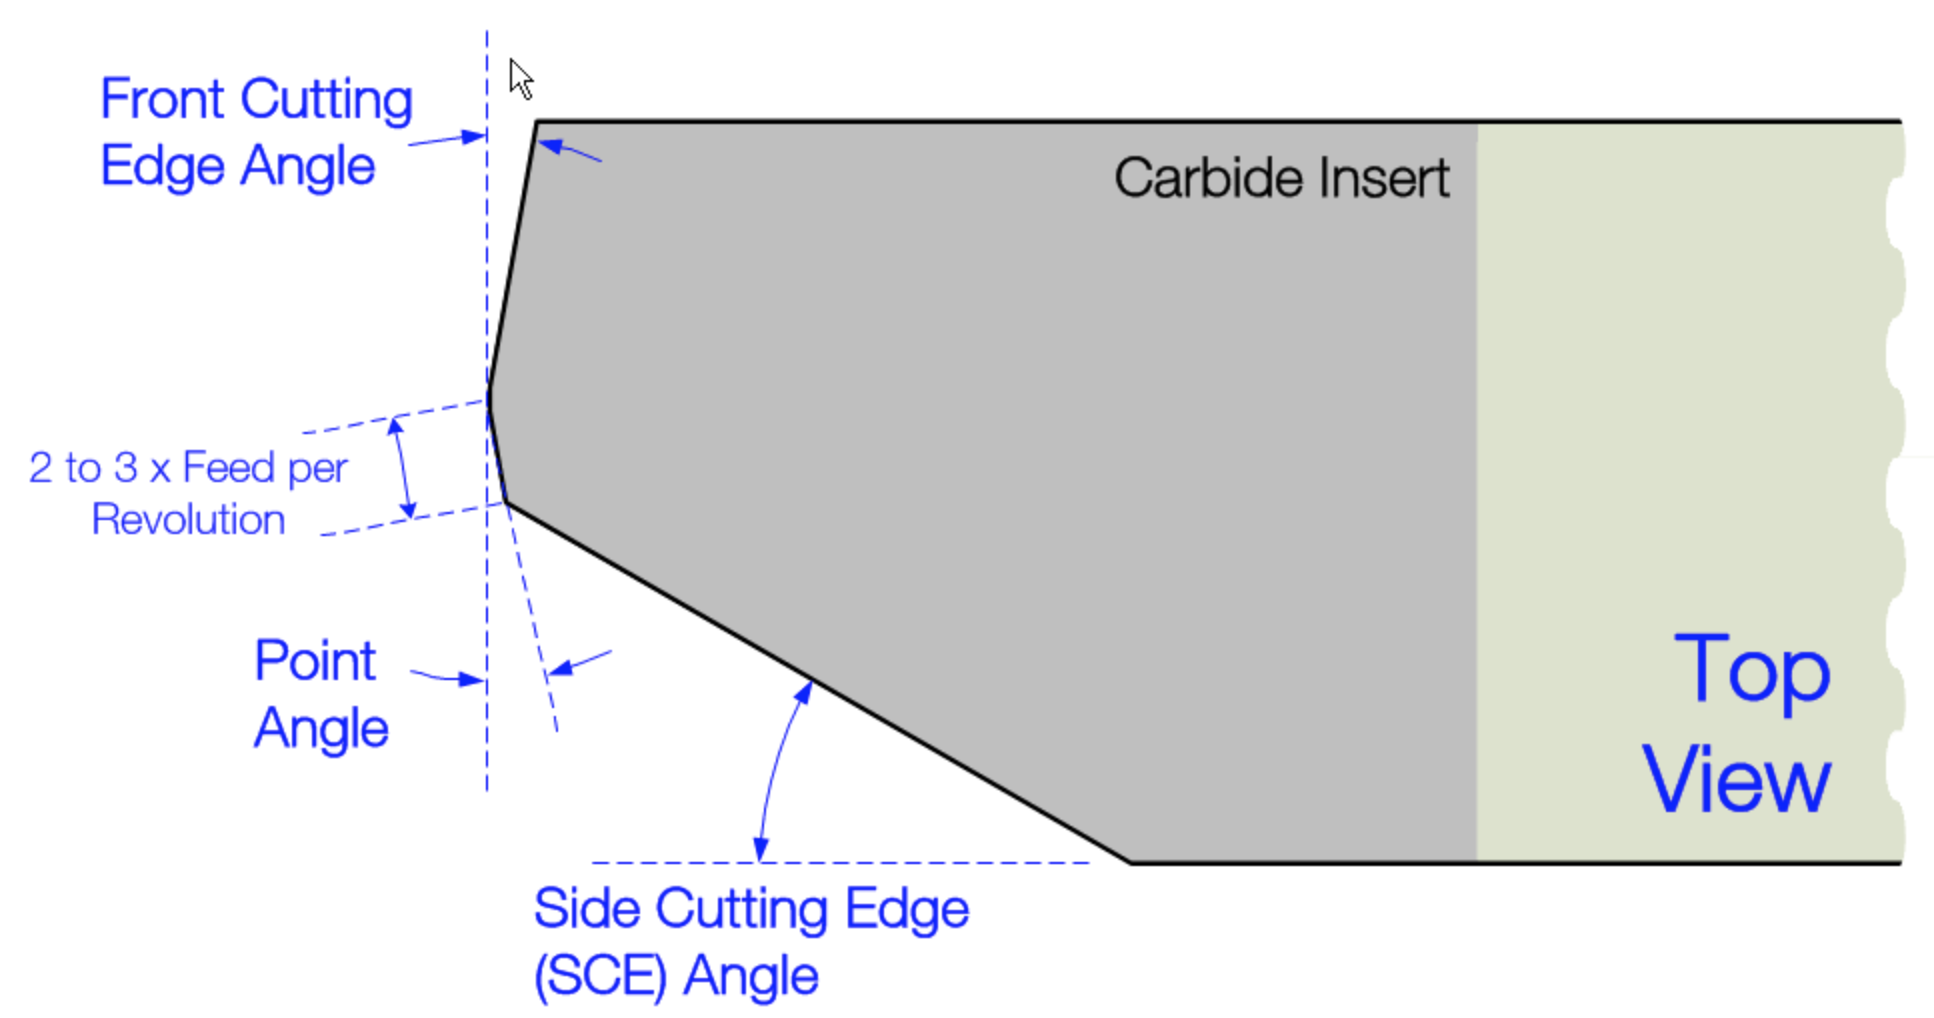 Front Cutting
Edge Angle
Carbide Insert
2 to 3 x Feed per
Revolution
Point
Angle
Top
View
Side Cutting Edge
(SCE) Angle